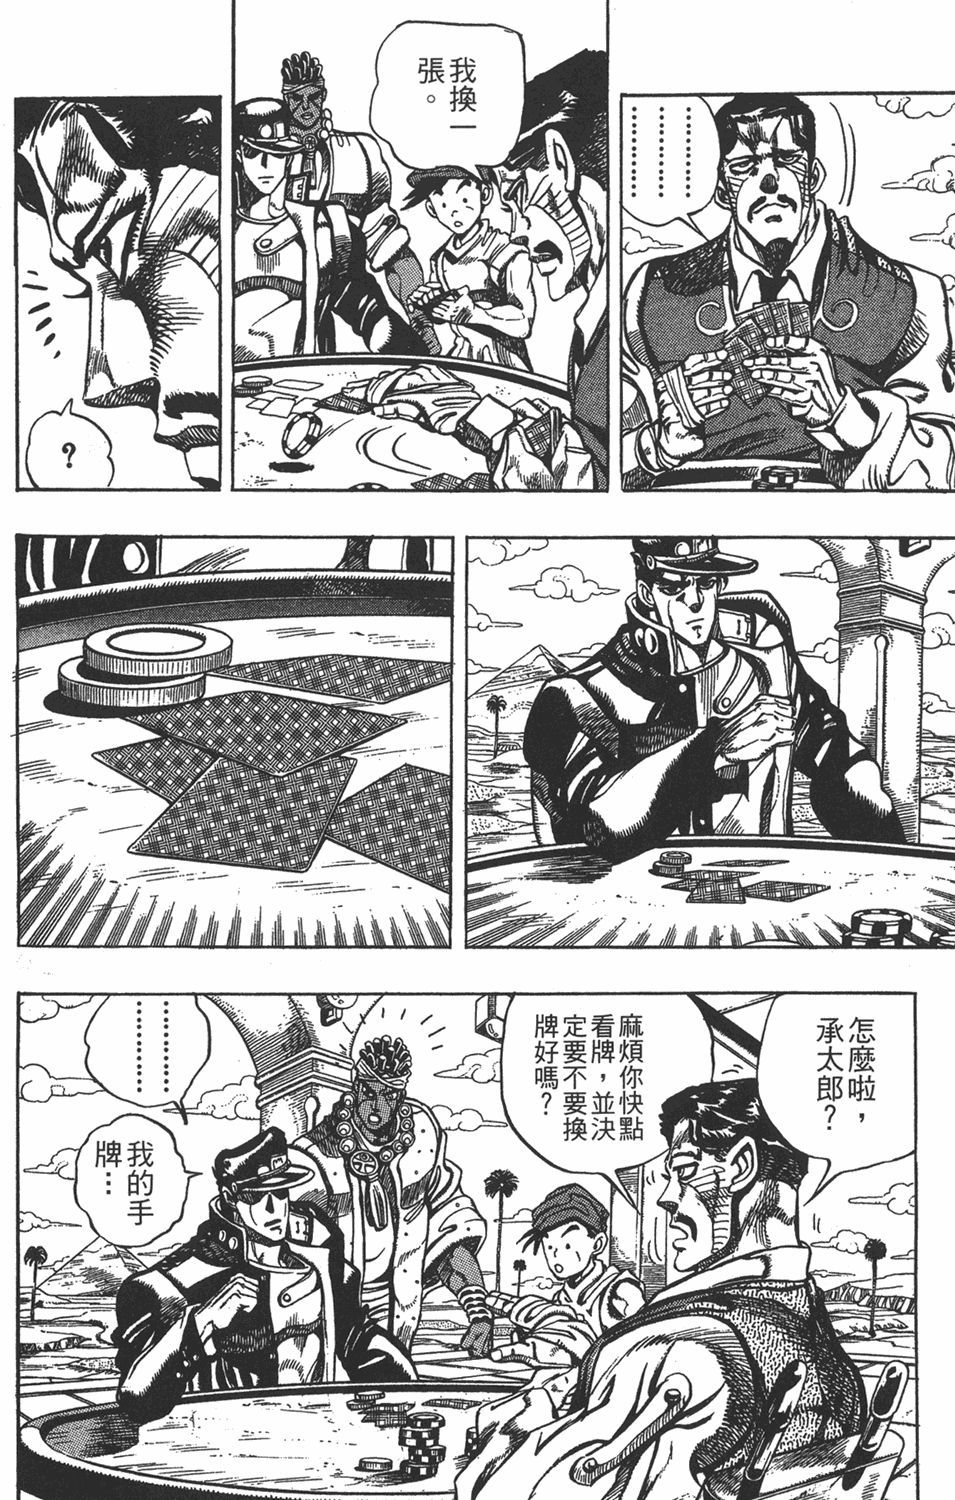 ⋯⋯⋯⋯
⋯⋯⋯⋯
我換一
張。
？
怎麼啦，
承太郎？
麻煩你快點
看牌，並決
定要不要換
牌好嗎？
⋯⋯⋯
⋯⋯⋯
我的手
牌⋯